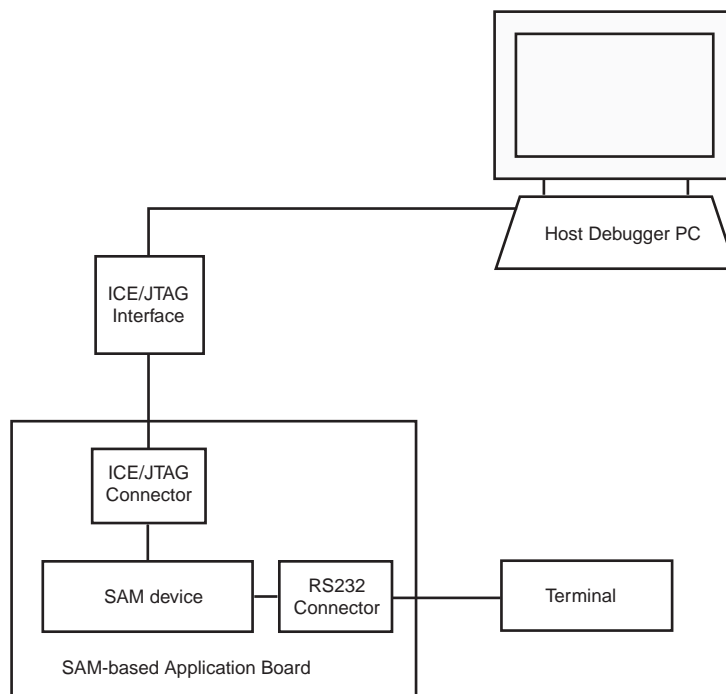 Host Debugger PC
ICE/JTAG
Interface
ICE/JTAG
Connector
SAM device
RS232
Connector
Terminal
SAM-based Application Board